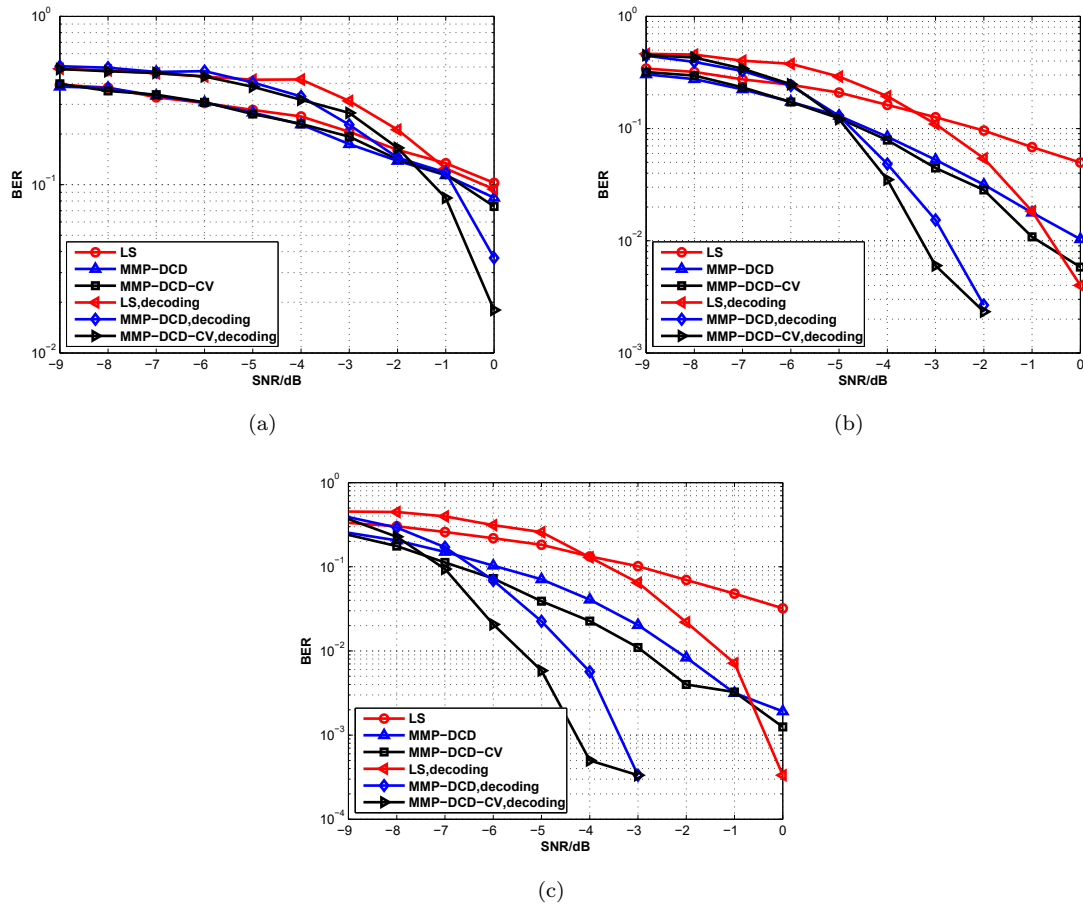 10^0
10^-1
10^-2
BER
−9 −8 −7 −6 −5 −4 −3 −2 −1 0
SNR/dB
LS
MMP−DCD
MMP−DCD−CV
LS,decoding
MMP−DCD,decoding
MMP−DCD−CV,decoding
(a)
10^0
10^-1
10^-2
10^-3
BER
−9 −8 −7 −6 −5 −4 −3 −2 −1 0
SNR/dB
LS
MMP−DCD
MMP−DCD−CV
LS,decoding
MMP−DCD,decoding
MMP−DCD−CV,decoding
(b)
10^0
10^-1
10^-2
10^-3
10^-4
BER
−9 −8 −7 −6 −5 −4 −3 −2 −1 0
SNR/dB
LS
MMP−DCD
MMP−DCD−CV
LS,decoding
MMP−DCD,decoding
MMP−DCD−CV,decoding
(c)